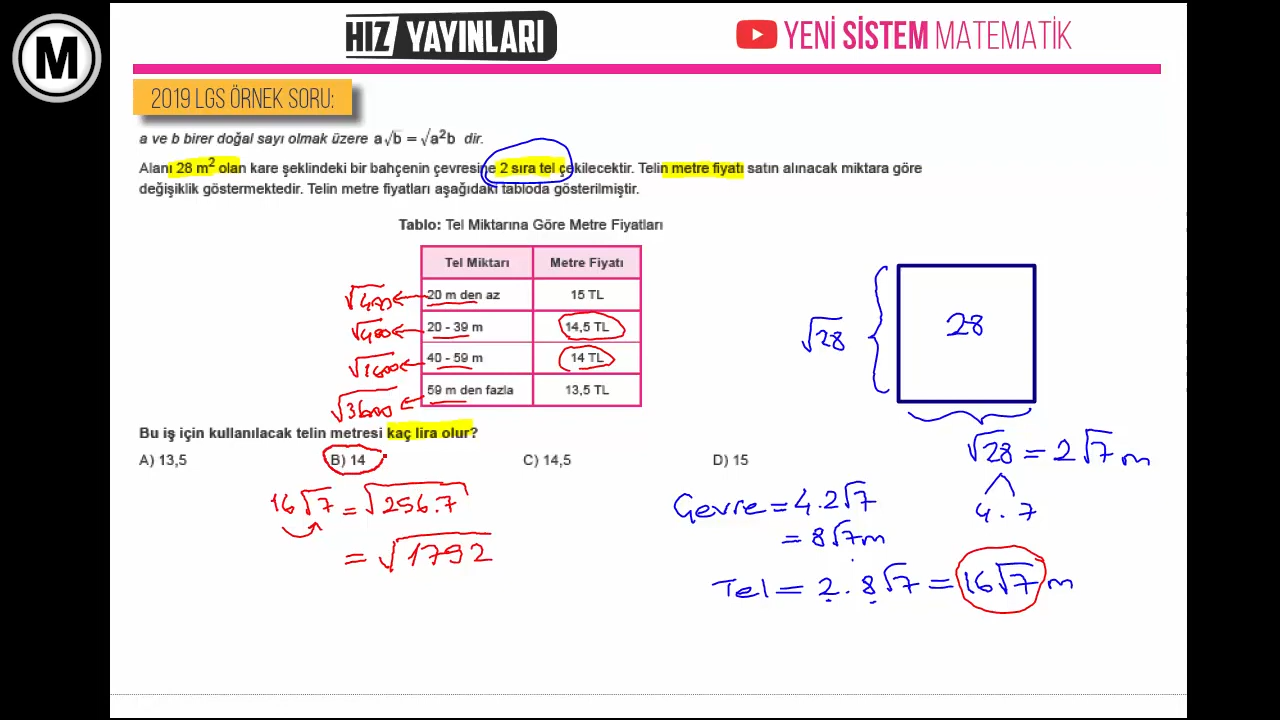 M
HIZ YAYINLARI
YENİ SİSTEM MATEMATİK
2019 LGS ÖRNEK SORU:
a ve b birer doğal sayı olmak üzere a√b = √a²b dir.
Alanı 28 m² olan kare şeklindeki bir bahçenin çevresine 2 sıra tel çekilecektir. Telin metre fiyatı satın alınacak miktara göre
değişiklik göstermektedir. Telin metre fiyatları aşağıdaki tabloda gösterilmiştir.
Tablo: Tel Miktarına Göre Metre Fiyatları
Tel Miktarı Metre Fiyatı
√400 ← 20 m den az 15 TL
√400 ← 20 - 39 m 14,5 TL
√1600 ← 40 - 59 m 14 TL
√3600 ← 59 m den fazla 13,5 TL
28
√28
√28 = 2√7 m
4 . 7
Bu iş için kullanılacak telin metresi kaç lira olur?
A) 13,5 B) 14 C) 14,5 D) 15
16√7 = √256.7
= √1792
Çevre = 4.2√7
= 8√7m
Tel = 2 . 8√7 = 16√7 m